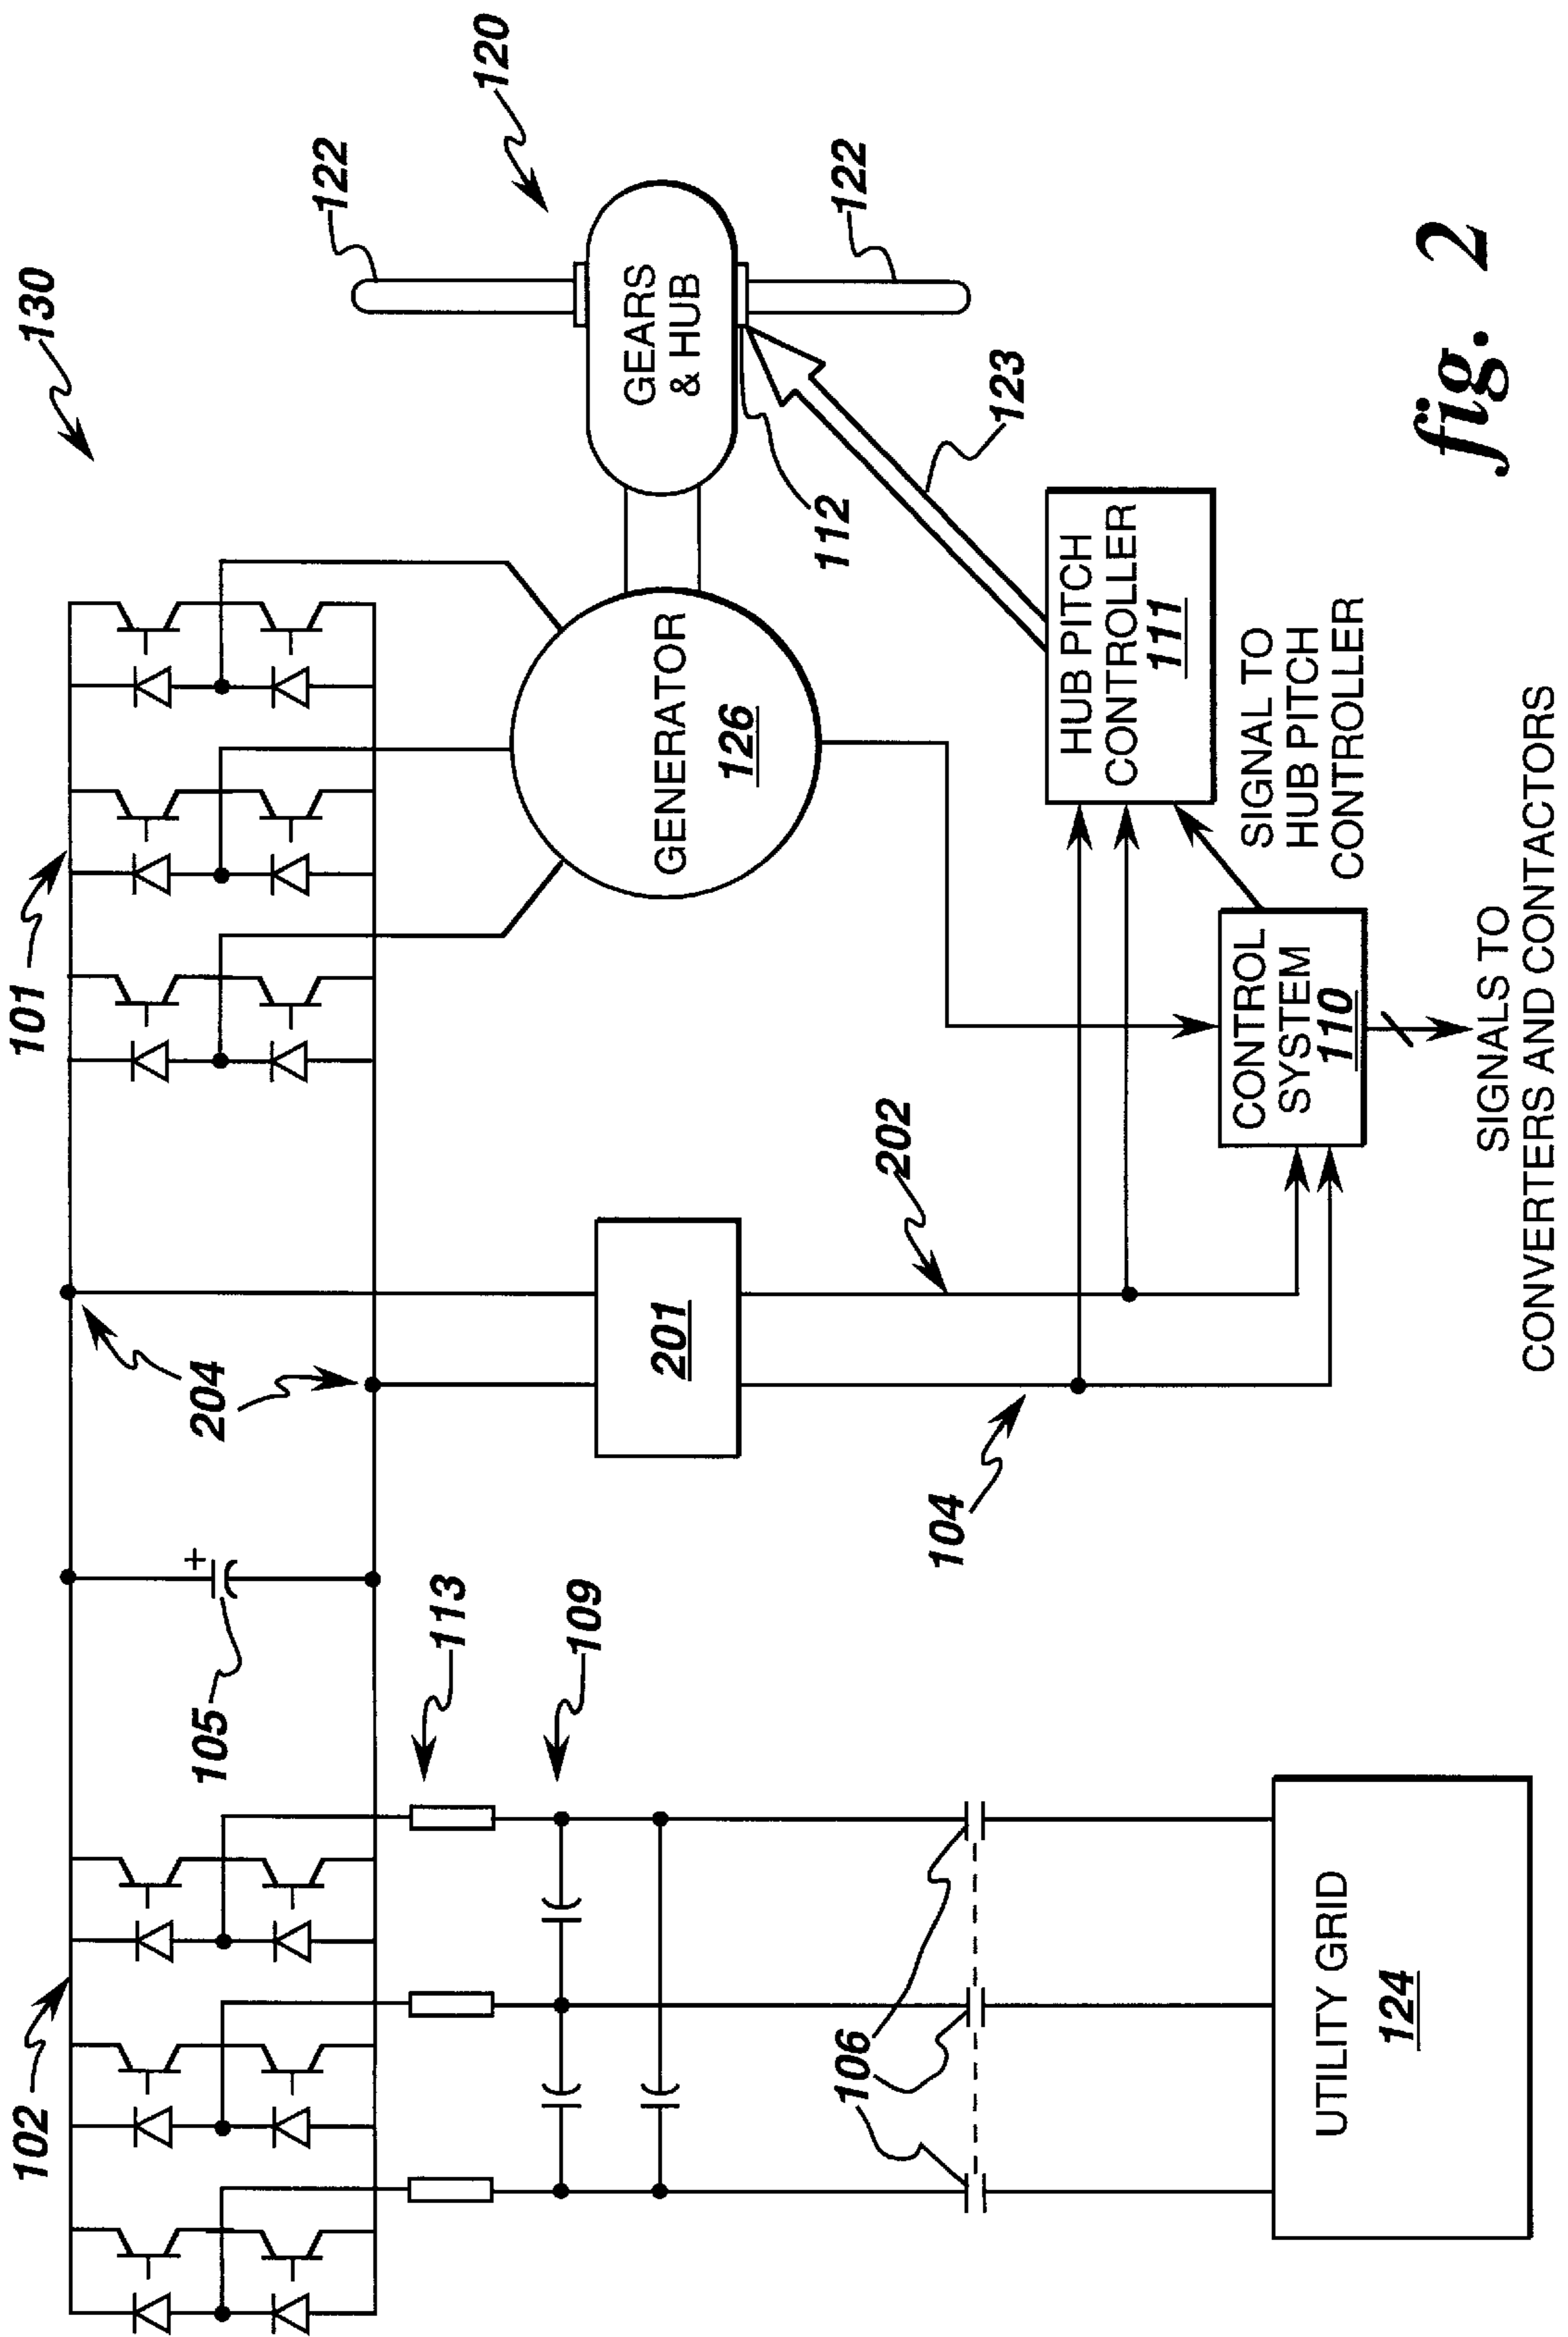 130
120
122
122
101
GEARS
& HUB
112
123
GENERATOR
126
HUB PITCH
CONTROLLER
111
SIGNAL TO
HUB PITCH
CONTROLLER
CONTROL
SYSTEM
110
SIGNALS TO
CONVERTERS AND CONTACTORS
204
201
202
104
105
113
109
102
106
UTILITY GRID
124
+
fig. 2